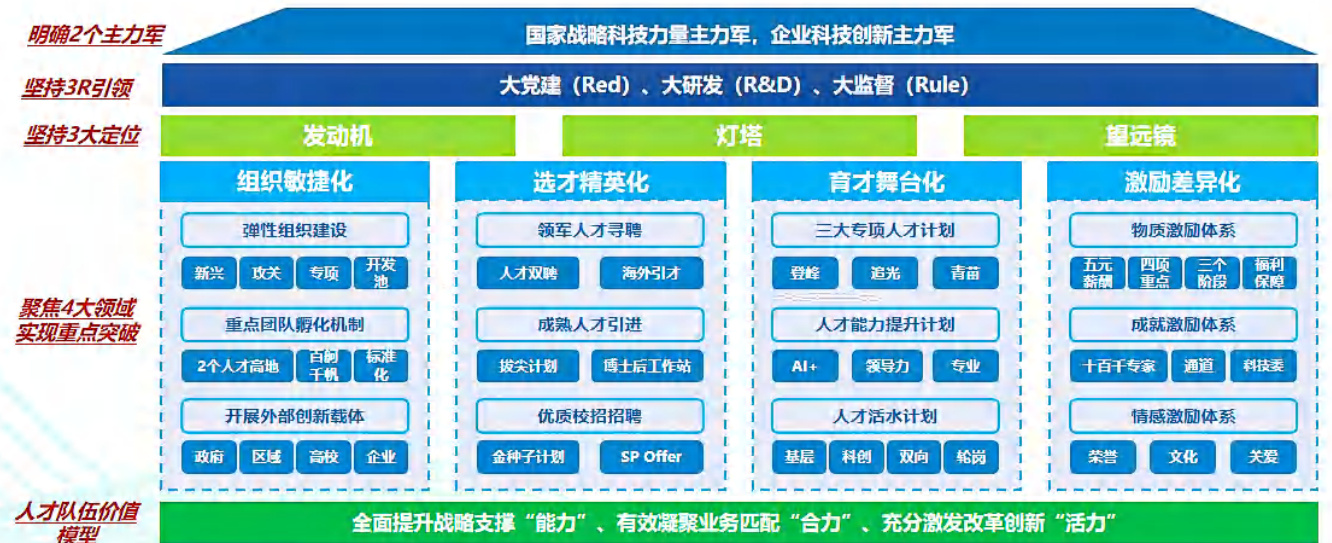 明确2个主力军
国家战略科技力量主力军，企业科技创新主力军
坚持3R引领
大党建（Red）、大研发（R&D）、大监督（Rule）
坚持3大定位
发动机
灯塔
望远镜
聚焦4大领域
实现重点突破
组织敏捷化
弹性组织建设
新兴
攻关
专项
开发
池
重点团队孵化机制
2个人才高地
百舸
千帆
标准
化
开展外部创新载体
政府
区域
高校
企业
选才精英化
领军人才寻聘
人才双聘
海外引才
成熟人才引进
拔尖计划
博士后工作站
优质校招招聘
金种子计划
SP Offer
育才舞台化
三大专项人才计划
登峰
追光
青苗
人才能力提升计划
AI+
领导力
专业
人才活水计划
基层
科创
双向
轮岗
激励差异化
物质激励体系
五元
薪酬
四项
重点
三个
阶段
福利
保障
成就激励体系
十百千专家
通道
科技委
情感激励体系
荣誉
文化
关爱
人才队伍价值
模型
全面提升战略支撑“能力”、有效凝聚业务匹配“合力”、充分激发改革创新“活力”